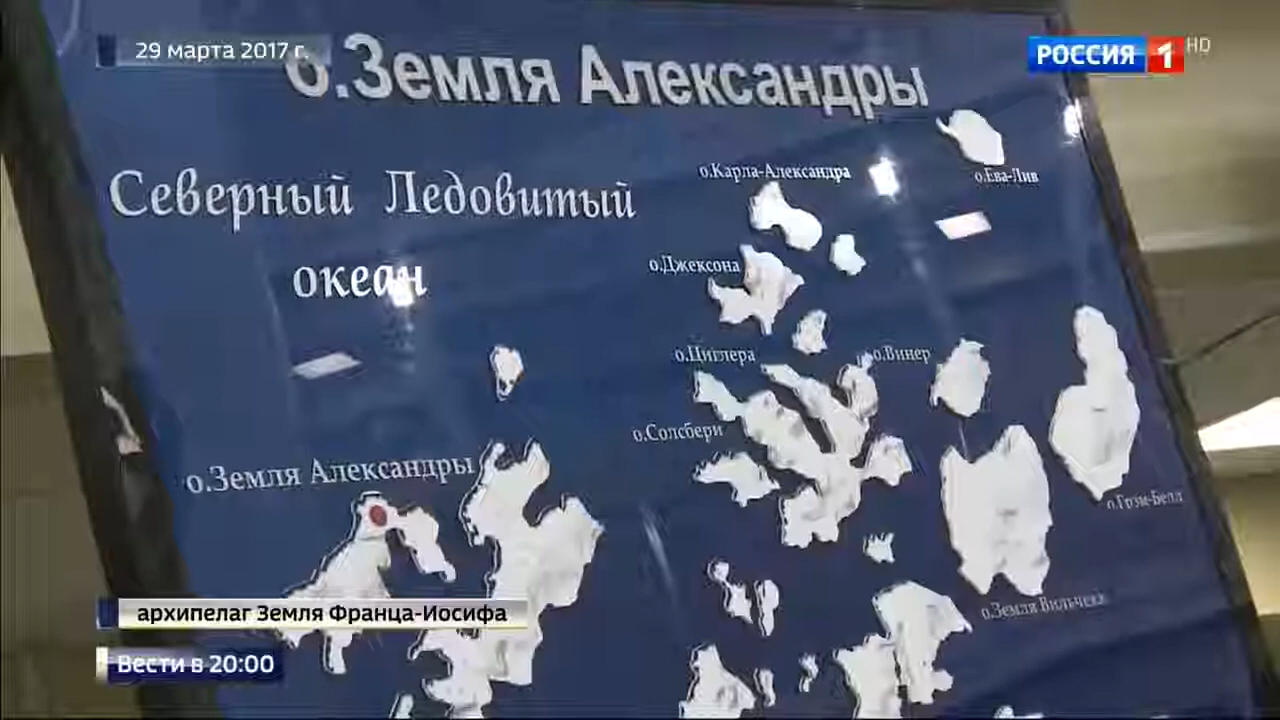 29 марта 2017 г.
РОССИЯ 1 HD
о.Земля Александры
Северный Ледовитый
океан
о.Карла-Александра
о.Ева-Лив
о.Джексона
о.Циглера
о.Винер
о.Солсбери
о.Земля Александры
о.Грэм-Белл
о.Земля Вильчека
архипелаг Земля Франца-Иосифа
Вести в 20:00